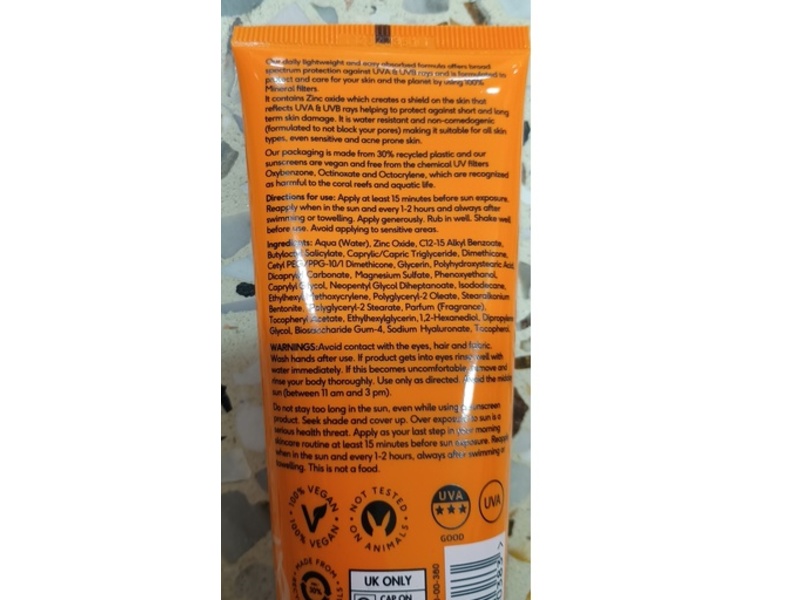 Our daily lightweight and easy absorbed formula offers broad
spectrum protection against UVA & UVB rays and is formulated to
protect and care for your skin and the planet by using 100%
Mineral filters.
It contains Zinc oxide which creates a shield on the skin that
reflects UVA & UVB rays helping to protect against short and long
term skin damage. It is water resistant and non-comedogenic
(formulated to not block your pores) making it suitable for all skin
types, even sensitive and acne prone skin.
Our packaging is made from 30% recycled plastic and our
sunscreens are vegan and free from the chemical UV filters
Oxybenzone, Octinoxate and Octocrylene, which are recognized
as harmful to the coral reefs and aquatic life.
Directions for use: Apply at least 15 minutes before sun exposure.
Reapply when in the sun and every 1-2 hours and always after
swimming or towelling. Apply generously. Rub in well. Shake well
before use. Avoid applying to sensitive areas.
Ingredients: Aqua (Water), Zinc Oxide, C12-15 Alkyl Benzoate,
Butyloctyl Salicylate, Caprylic/Capric Triglyceride, Dimethicone,
Cetyl PEG/PPG-10/1 Dimethicone, Glycerin, Polyhydroxystearic Acid,
Dicaprylyl Carbonate, Magnesium Sulfate, Phenoxyethanol,
Caprylyl Glycol, Neopentyl Glycol Diheptanoate, Isododecane,
Ethylhexyl Methoxycrylene, Polyglyceryl-2 Oleate, Stearalkonium
Bentonite, Polyglyceryl-2 Stearate, Parfum (Fragrance),
Tocopheryl Acetate, Ethylhexylglycerin, 1,2-Hexanediol, Dipropylene
Glycol, Biosaccharide Gum-4, Sodium Hyaluronate, Tocopherol.
WARNINGS: Avoid contact with the eyes, hair and fabric.
Wash hands after use. If product gets into eyes rinse well with
water immediately. If this becomes uncomfortable, remove and
rinse your body thoroughly. Use only as directed. Avoid the midday
sun (between 11 am and 3 pm).
Do not stay too long in the sun, even while using a sunscreen
product. Seek shade and cover up. Over exposure to sun is a
serious health threat. Apply as your last step in your morning
skincare routine at least 15 minutes before sun exposure. Reapply
when in the sun and every 1-2 hours, always after swimming or
towelling. This is not a food.
100% VEGAN
100% VEGAN
NOT TESTED
ON ANIMALS
UVA
GOOD
UVA
MADE FROM
30%
UK ONLY
CAP ON
-00-380